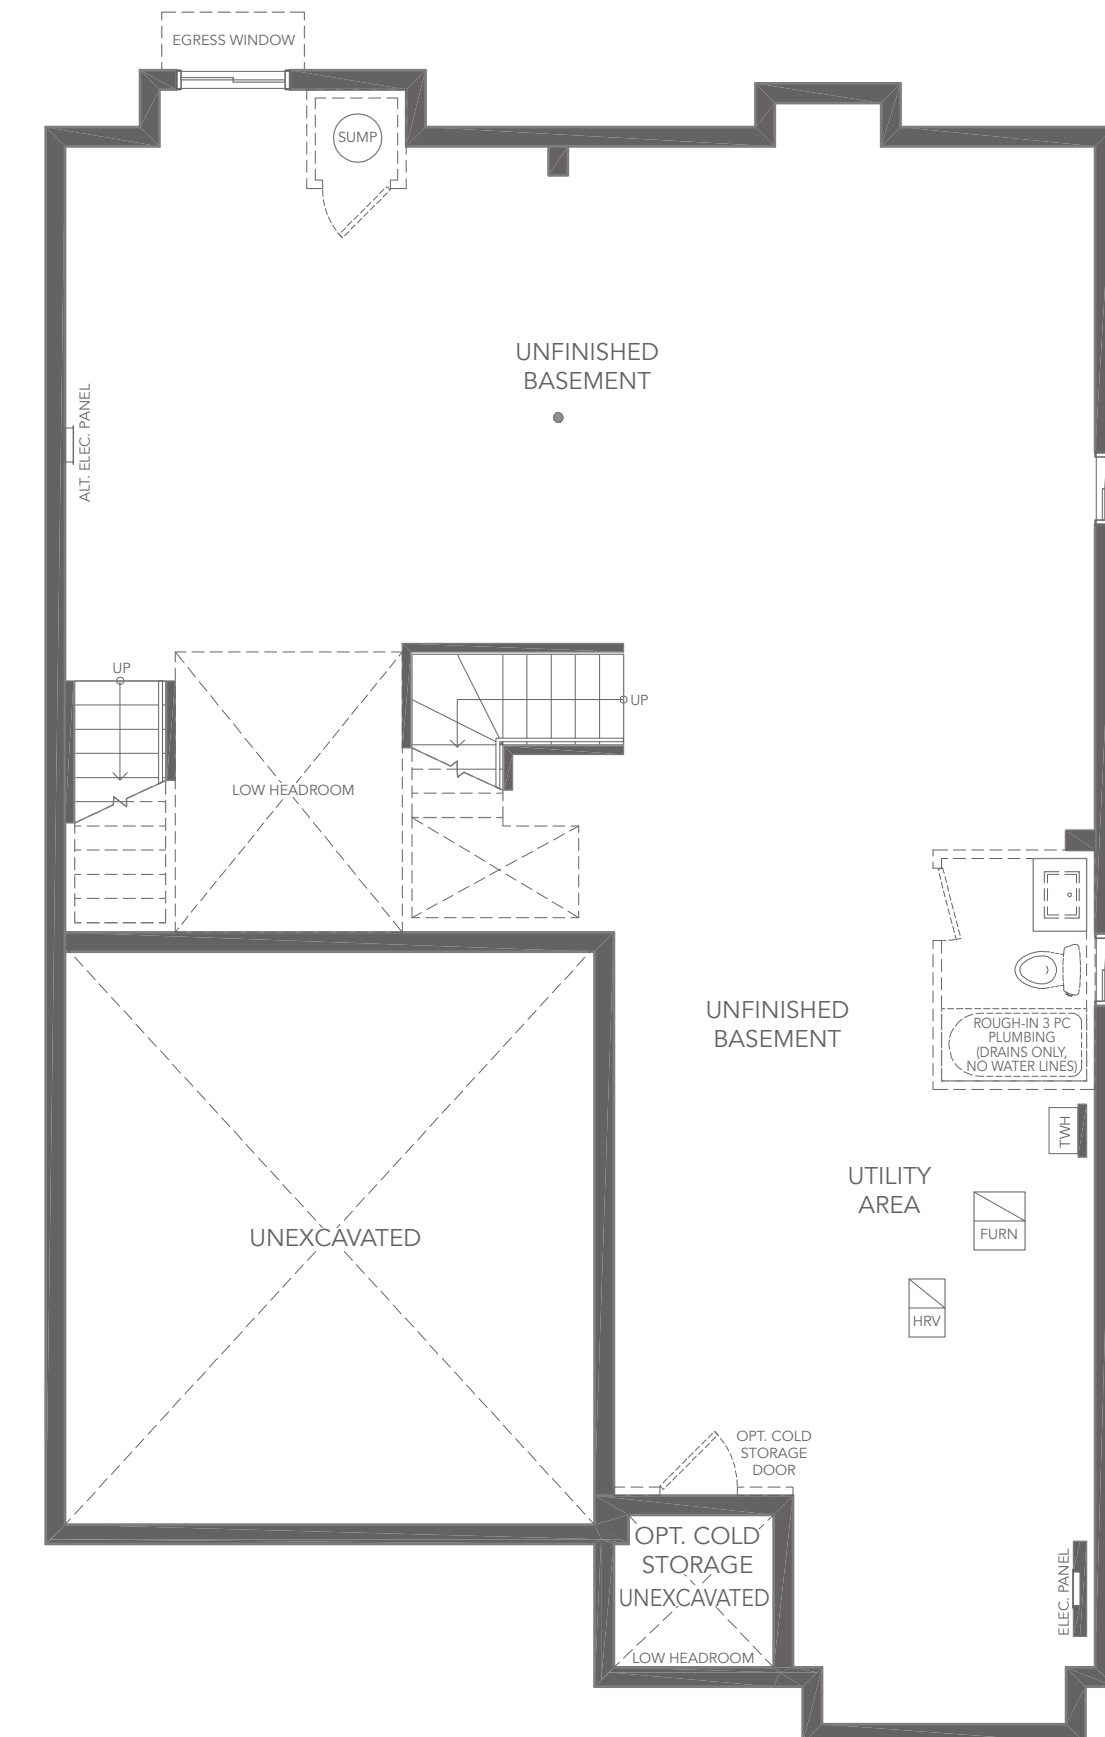 EGRESS WINDOW
SUMP
UNFINISHED
BASEMENT
ALT. ELEC. PANEL
UP
UP
LOW HEADROOM
UNFINISHED
BASEMENT
ROUGH-IN 3 PC
PLUMBING
(DRAINS ONLY,
NO WATER LINES)
TWH
UTILITY
AREA
FURN
UNEXCAVATED
HRV
OPT. COLD
STORAGE
DOOR
OPT. COLD
STORAGE
UNEXCAVATED
ELEC. PANEL
LOW HEADROOM